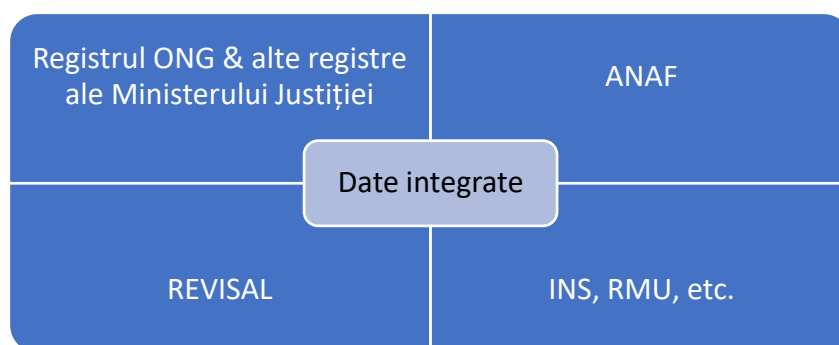 Registrul ONG & alte registre
ale Ministerului Justiției
ANAF
Date integrate
REVISAL
INS, RMU, etc.